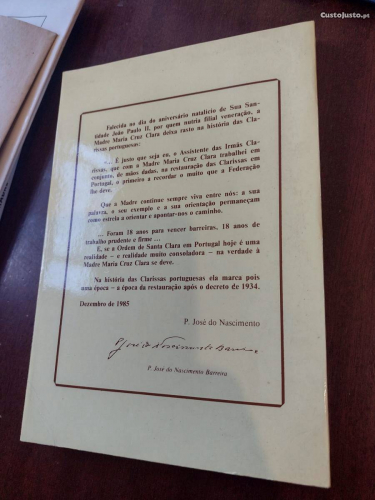 CustoJusto.pt
Falecida no dia do aniversário natalício de Sua San-
tidade João Paulo II, por quem nutria filial veneração, a
Madre Maria Cruz Clara deixa rasto na história das Cla-
rissas portuguesas:
«... É justo que seja eu, o Assistente das Irmãs Cla-
rissas, que com a Madre Maria Cruz Clara trabalhei em
conjunto, de mãos dadas, na restauração das Clarissas em
Portugal, o primeiro a recordar o muito que a Federação
lhe deve.
Que a Madre continue sempre viva entre nós: a sua
palavra, o seu exemplo e a sua orientação permaneçam
como estrela a orientar e apontar-nos o caminho.
... Foram 18 anos para vencer barreiras, 18 anos de
trabalho prudente e firme ...
E, se a Ordem de Santa Clara em Portugal hoje é uma
realidade – e realidade muito consoladora – na verdade à
Madre Maria Cruz Clara se deve.
Na história das Clarissas portuguesas ela marca pois
uma época – a época da restauração após o decreto de 1934.
Dezembro de 1985
P. José do Nascimento
P. José do Nascimento Barreira
P. José do Nascimento Barreira